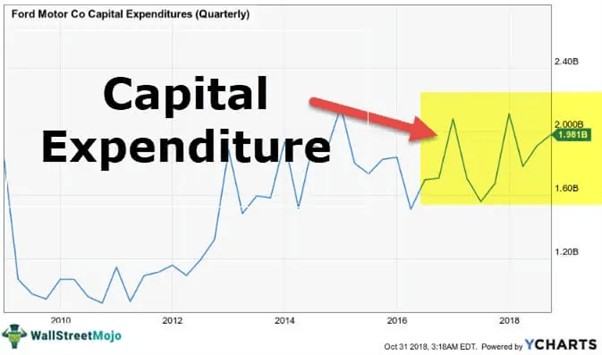 Ford Motor Co Capital Expenditures (Quarterly)
Capital
Expenditure
2.40B
2.000B
1.981B
1.60B
1.20B
2010 2012 2014 2016 2018
WallStreetMojo
Oct 31 2018, 3:18AM EDT. Powered by YCHARTS